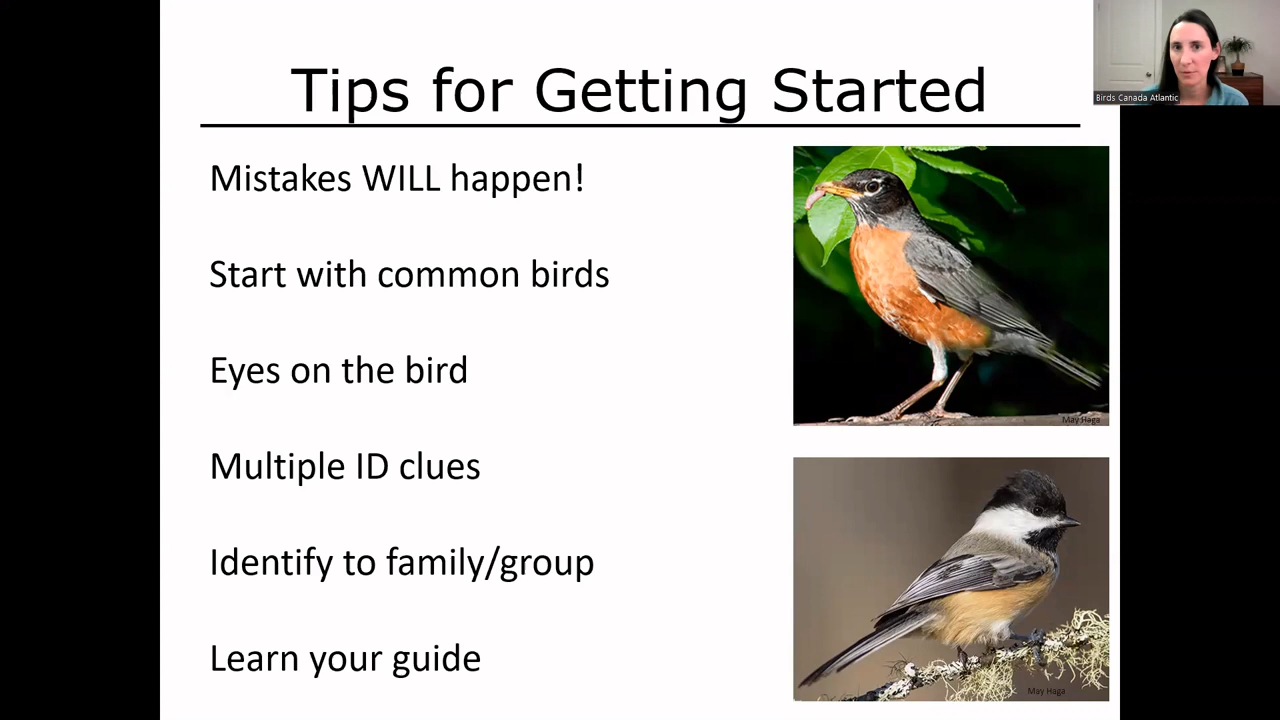 Tips for Getting Started
Birds Canada Atlantic
Mistakes WILL happen!
Start with common birds
Eyes on the bird
May Haga
Multiple ID clues
Identify to family/group
Learn your guide
May Haga